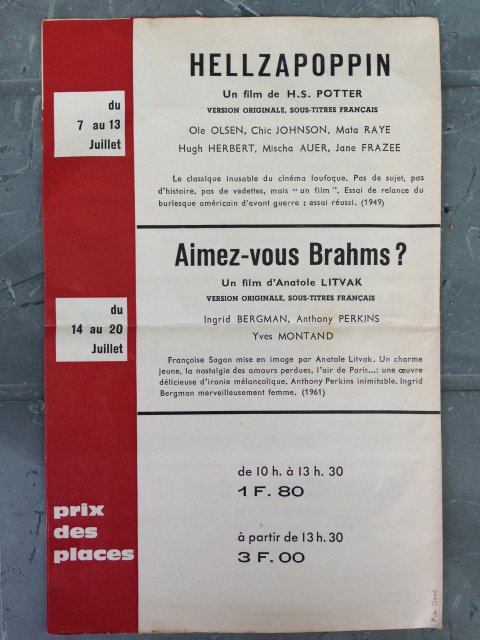 HELLZAPOPPIN
Un film de H.S. POTTER
VERSION ORIGINALE, SOUS-TITRES FRANÇAIS
du
7 au 13
Juillet
Ole OLSEN, Chic JOHNSON, Mata RAYE
Hugh HERBERT, Mischa AUER, Jane FRAZEE
Le classique inusable du cinéma loufoque. Pas de sujet, pas
d'histoire, pas de vedettes, mais "un film". Essai de relance du
burlesque américain d'avant guerre : essai réussi. (1949)
Aimez-vous Brahms ?
Un film d'Anatole LITVAK
VERSION ORIGINALE, SOUS-TITRES FRANÇAIS
du
14 au 20
Juillet
Ingrid BERGMAN, Anthony PERKINS
Yves MONTAND
Françoise Sagan mise en image par Anatole Litvak. Un charme
jeune, la nostalgie des amours perdues, l'air de Paris...: une œuvre
délicieuse d'ironie mélancolique. Anthony Perkins inimitable. Ingrid
Bergman merveilleusement femme. (1961)
prix
des
places
de 10 h. à 13 h. 30
1 F. 80
à partir de 13 h. 30
3 F. 00
Pub. Gerd